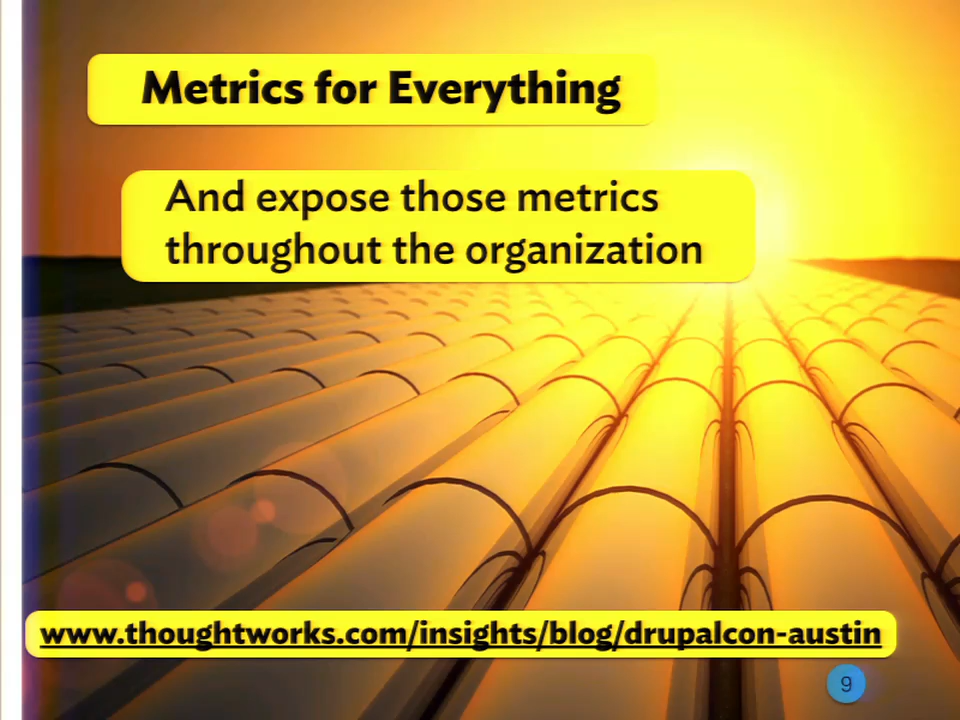 Metrics for Everything
And expose those metrics
throughout the organization
www.thoughtworks.com/insights/blog/drupalcon-austin
9